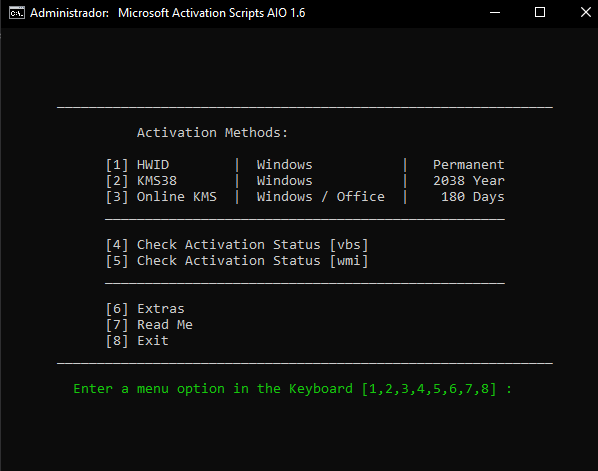 Administrador: Microsoft Activation Scripts AIO 1.6
Activation Methods:
[1] HWID | Windows | Permanent
[2] KMS38 | Windows | 2038 Year
[3] Online KMS | Windows / Office | 180 Days
[4] Check Activation Status [vbs]
[5] Check Activation Status [wmi]
[6] Extras
[7] Read Me
[8] Exit
Enter a menu option in the Keyboard [1,2,3,4,5,6,7,8] :